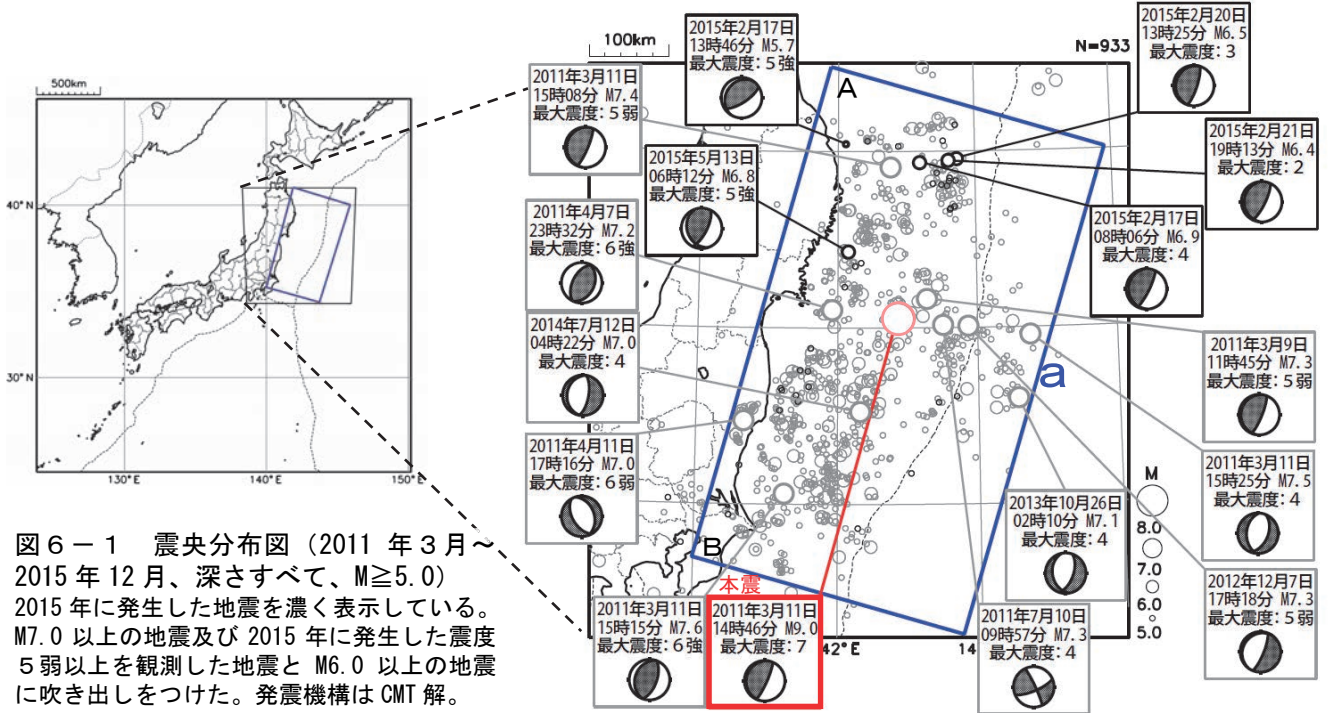 500km
40°N
30°N
130°E
140°E
150°E
図6-1 震央分布図(2011 年3月~
2015 年 12 月、深さすべて、M≧5.0)
2015 年に発生した地震を濃く表示している。
M7.0 以上の地震及び 2015 年に発生した震度
5弱以上を観測した地震と M6.0 以上の地震
に吹き出しをつけた。発震機構は CMT 解。
100km
N=933
2015年2月17日
13時46分 M5.7
最大震度:5強
2015年2月20日
13時25分 M6.5
最大震度:3
2011年3月11日
15時08分 M7.4
最大震度:5弱
2015年2月21日
19時13分 M6.4
最大震度:2
2015年5月13日
06時12分 M6.8
最大震度:5強
2015年2月17日
08時06分 M6.9
最大震度:4
2011年4月7日
23時32分 M7.2
最大震度:6強
2014年7月12日
04時22分 M7.0
最大震度:4
2011年3月9日
11時45分 M7.3
最大震度:5弱
2011年4月11日
17時16分 M7.0
最大震度:6弱
2011年3月11日
15時25分 M7.5
最大震度:4
2013年10月26日
02時10分 M7.1
最大震度:4
2012年12月7日
17時18分 M7.3
最大震度:5弱
2011年3月11日
15時15分 M7.6
最大震度:6強
本震
2011年3月11日
14時46分 M9.0
最大震度:7
2011年7月10日
09時57分 M7.3
最大震度:4
A
B
a
42°E
14
M
8.0
7.0
6.0
5.0